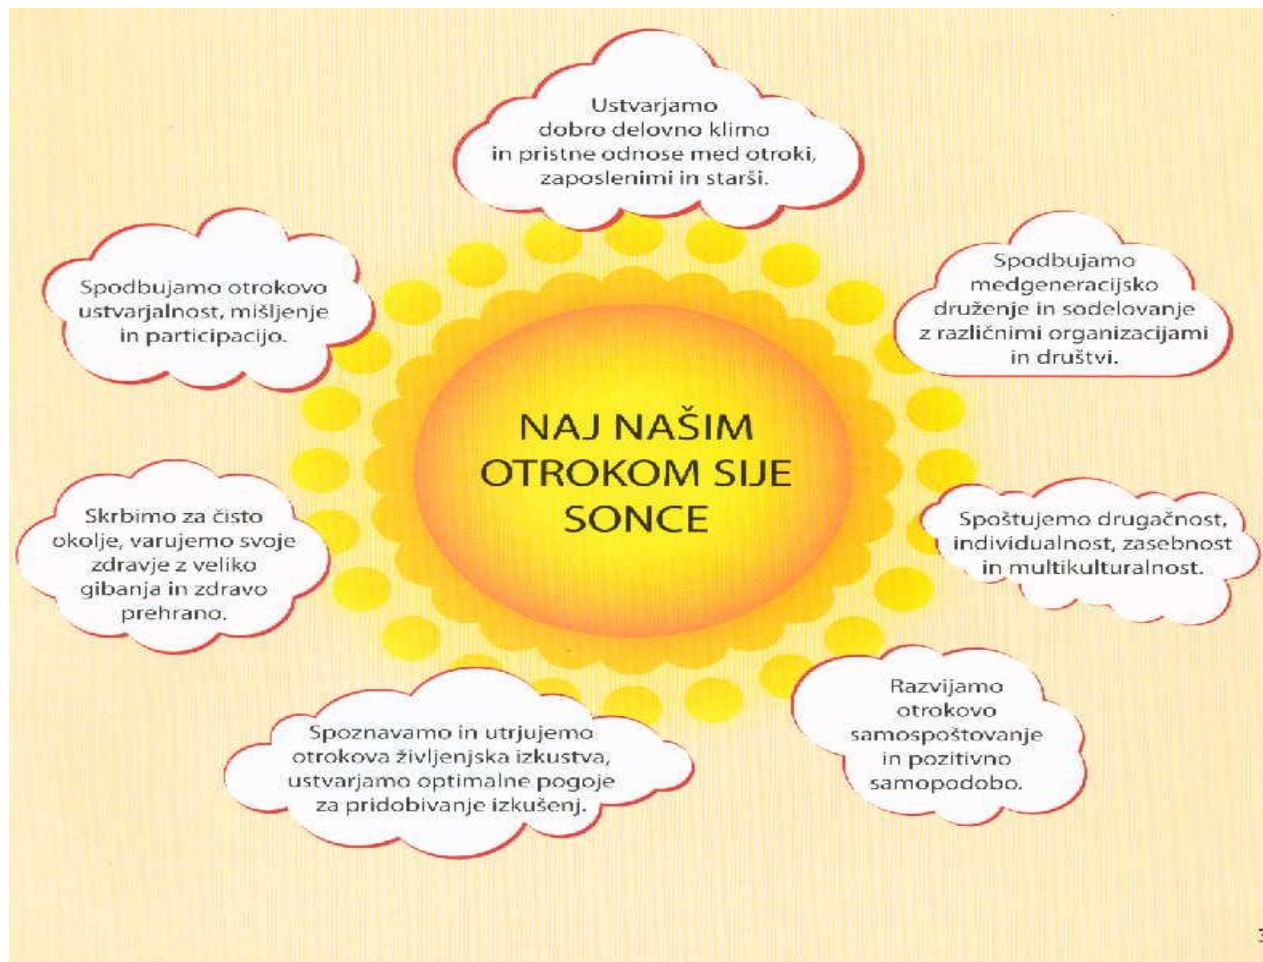 Ustvarjamo
dobro delovno klimo
in pristne odnose med otroki,
zaposlenimi in starši.
Spodbujamo otrokovo
ustvarjalnost, mišljenje
in participacijo.
Spodbujamo
medgeneracijsko
druženje in sodelovanje
z različnimi organizacijami
in društvi.
NAJ NAŠIM
OTROKOM SIJE
SONCE
Skrbimo za čisto
okolje, varujemo svoje
zdravje z veliko
gibanja in zdravo
prehrano.
Spoštujemo drugačnost,
individualnost, zasebnost
in multikulturalnost.
Spoznavamo in utrjujemo
otrokova življenjska izkustva,
ustvarjamo optimalne pogoje
za pridobivanje izkušenj.
Razvijamo
otrokovo
samospoštovanje
in pozitivno
samopodobo.
3